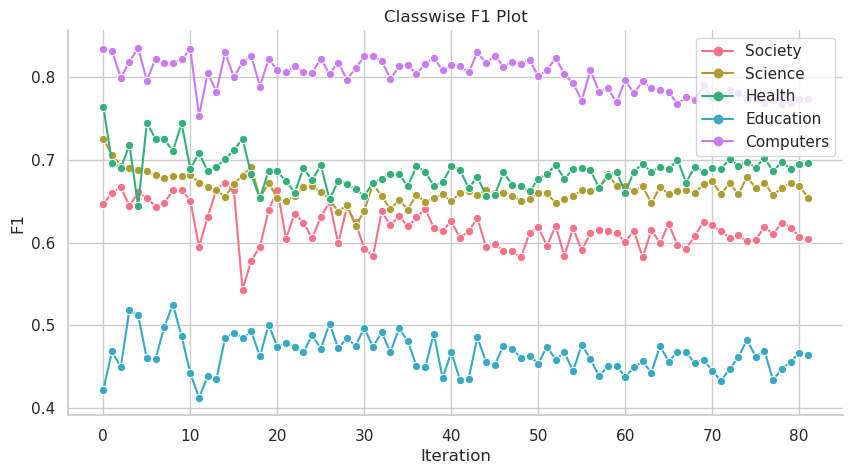 Classwise F1 Plot
Society
Science
Health
Education
Computers
0.8
0.7
0.6
0.5
0.4
F1
0 10 20 30 40 50 60 70 80
Iteration